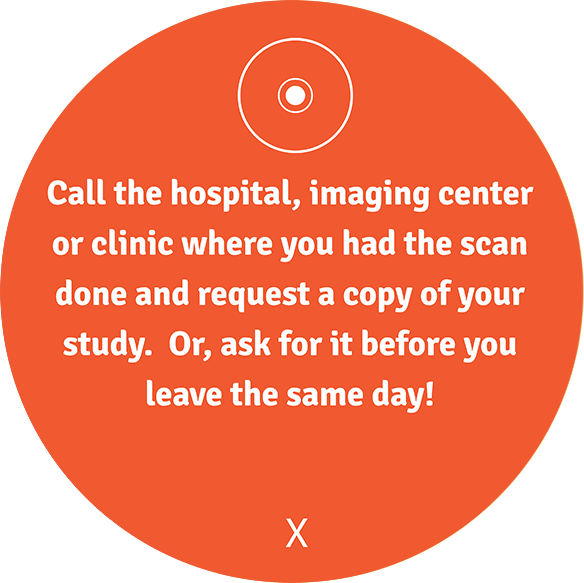 Call the hospital, imaging center
or clinic where you had the scan
done and request a copy of your
study.  Or, ask for it before you
leave the same day!
X